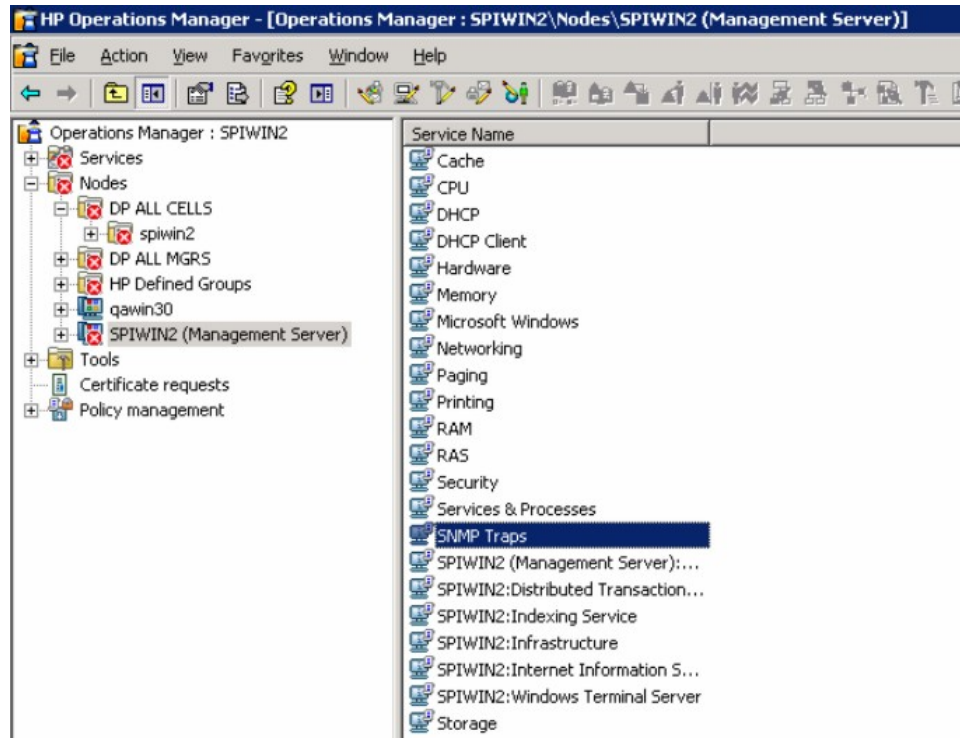 HP Operations Manager - [Operations Manager : SPIWIN2\Nodes\SPIWIN2 (Management Server)]
File Action View Favorites Window Help
Operations Manager : SPIWIN2
Services
Nodes
DP ALL CELLS
spiwin2
DP ALL MGRS
HP Defined Groups
qawin30
SPIWIN2 (Management Server)
Tools
Certificate requests
Policy management
Service Name
Cache
CPU
DHCP
DHCP Client
Hardware
Memory
Microsoft Windows
Networking
Paging
Printing
RAM
RAS
Security
Services & Processes
SNMP Traps
SPIWIN2 (Management Server):...
SPIWIN2:Distributed Transaction...
SPIWIN2:Indexing Service
SPIWIN2:Infrastructure
SPIWIN2:Internet Information S...
SPIWIN2:Windows Terminal Server
Storage